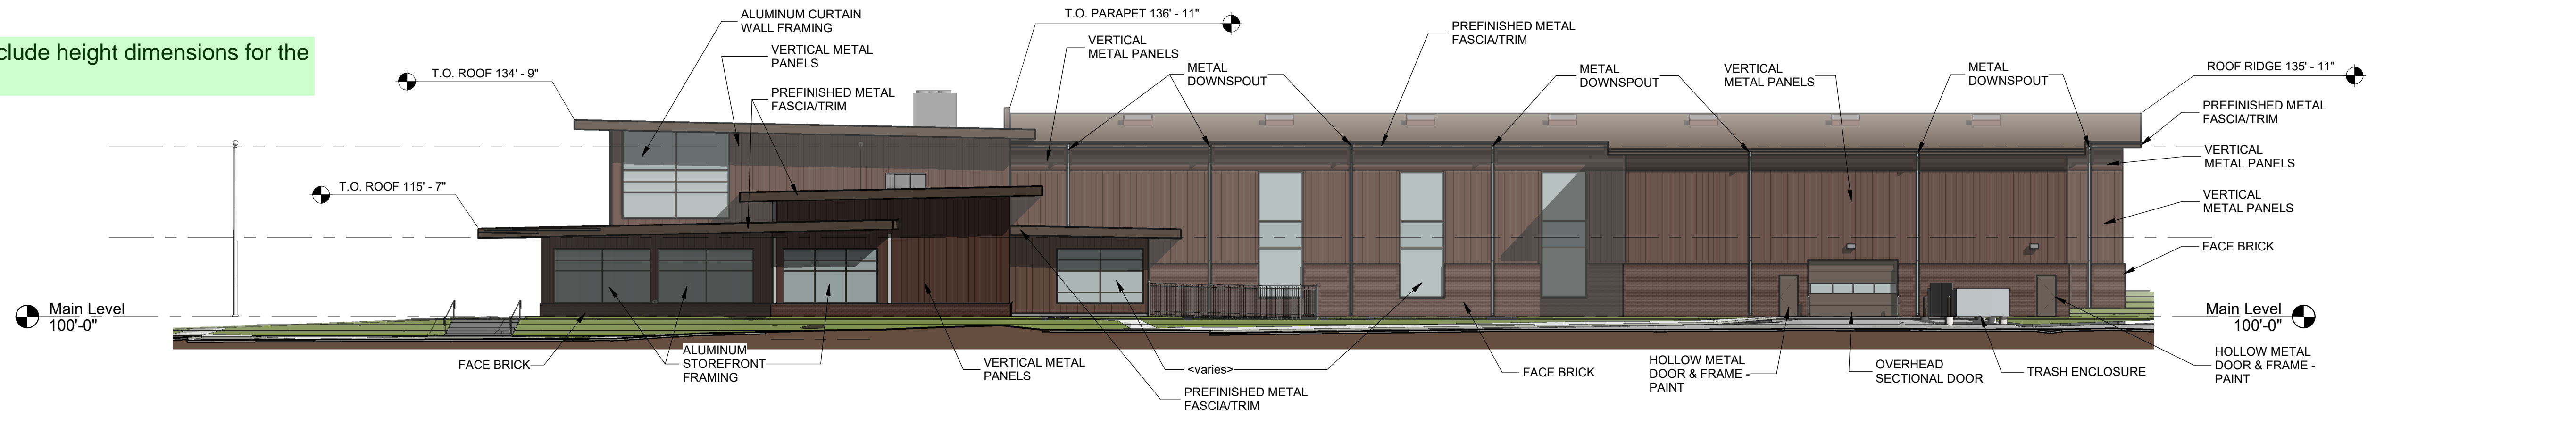 clude height dimensions for the
ALUMINUM CURTAIN
WALL FRAMING
VERTICAL METAL
PANELS
PREFINISHED METAL
FASCIA/TRIM
T.O. ROOF 134' - 9"
T.O. ROOF 115' - 7"
T.O. PARAPET 136' - 11"
VERTICAL
METAL PANELS
METAL
DOWNSPOUT
PREFINISHED METAL
FASCIA/TRIM
METAL
DOWNSPOUT
VERTICAL
METAL PANELS
METAL
DOWNSPOUT
ROOF RIDGE 135' - 11"
PREFINISHED METAL
FASCIA/TRIM
VERTICAL
METAL PANELS
VERTICAL
METAL PANELS
FACE BRICK
Main Level
100'-0"
Main Level
100'-0"
FACE BRICK
ALUMINUM
STOREFRONT
FRAMING
VERTICAL METAL
PANELS
<varies>
PREFINISHED METAL
FASCIA/TRIM
FACE BRICK
HOLLOW METAL
DOOR & FRAME -
PAINT
OVERHEAD
SECTIONAL DOOR
TRASH ENCLOSURE
HOLLOW METAL
DOOR & FRAME -
PAINT